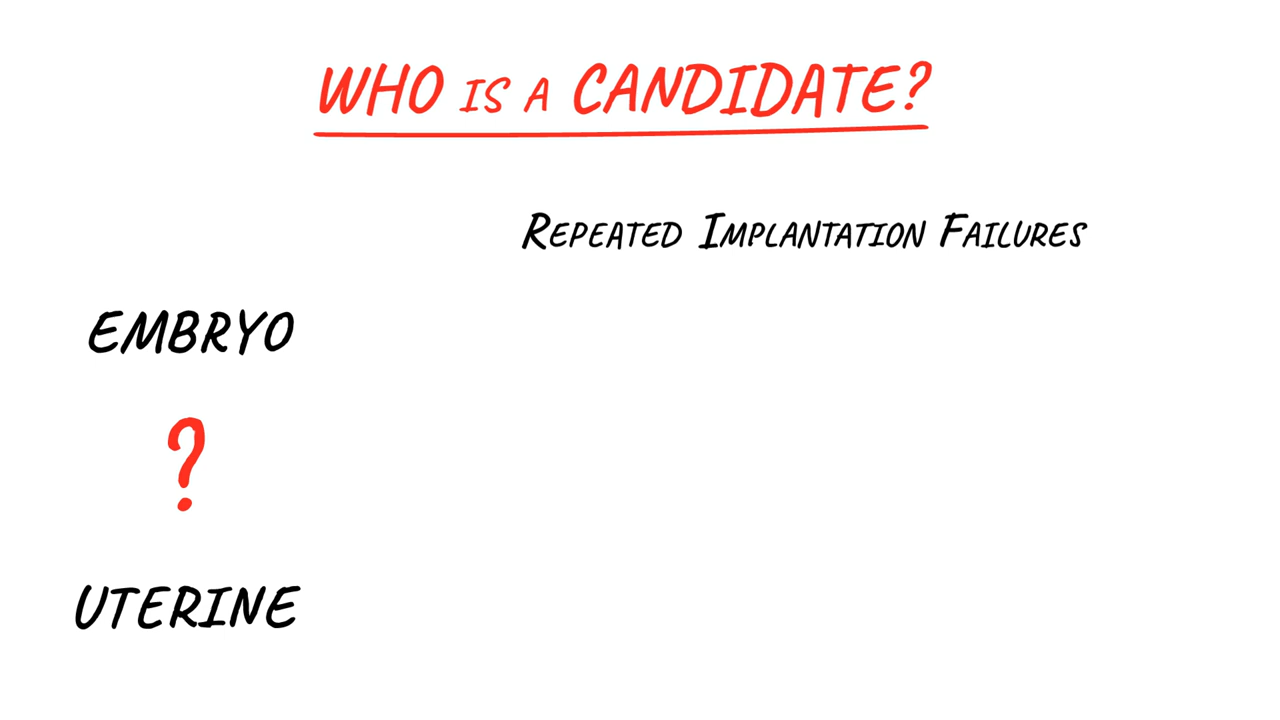 WHO IS A CANDIDATE?
REPEATED IMPLANTATION FAILURES
EMBRYO
?
UTERINE